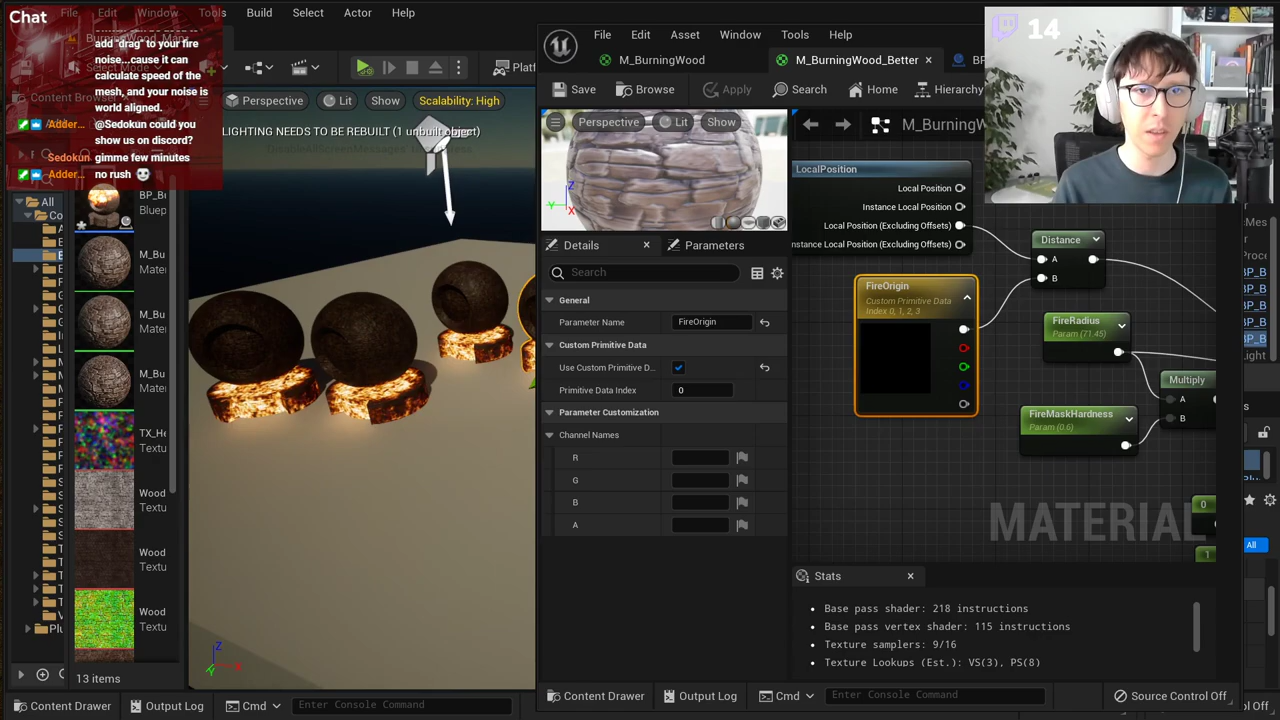 Chat
add "drag" to your fire
noise...cause it can
calculate speed of the
mesh, and your noise is
world aligned.
Adder... @Sedokun could you
show us on discord?
Sedokun gimme few minutes
Adder... no rush
File Edit Window Tools Build Select Actor Help
Perspective Lit Show Scalability: High
LIGHTING NEEDS TO BE REBUILT (1 unbuilt object)
All
Co
BP_Bu
Bluep
M_Bu
Mater
M_Bu
Mater
M_Bu
Mater
TX_He
Textu
Wood
Textu
Wood
Textu
Wood
Textu
Plu
13 items
Content Drawer Output Log Cmd Enter Console Command
File Edit Asset Window Tools Help
M_BurningWood M_BurningWood_Better BP
Save Browse Apply Search Home Hierarchy
Perspective Lit Show
M_BurningW
Details Parameters
Search
General
Parameter Name FireOrigin
Custom Primitive Data
Use Custom Primitive D...
Primitive Data Index 0
Parameter Customization
Channel Names
R
G
B
A
LocalPosition
Local Position
Instance Local Position
Local Position (Excluding Offsets)
nstance Local Position (Excluding Offsets)
Distance
A
B
FireOrigin
Custom Primitive Data
Index 0, 1, 2, 3
FireRadius
Param (71.45)
Multiply
A
B
FireMaskHardness
Param (0.6)
0
1
MATERIAL
Stats
Base pass shader: 218 instructions
Base pass vertex shader: 115 instructions
Texture samplers: 9/16
Texture Lookups (Est.): VS(3), PS(8)
Content Drawer Output Log Cmd Enter Console Command Source Control Off
14
All